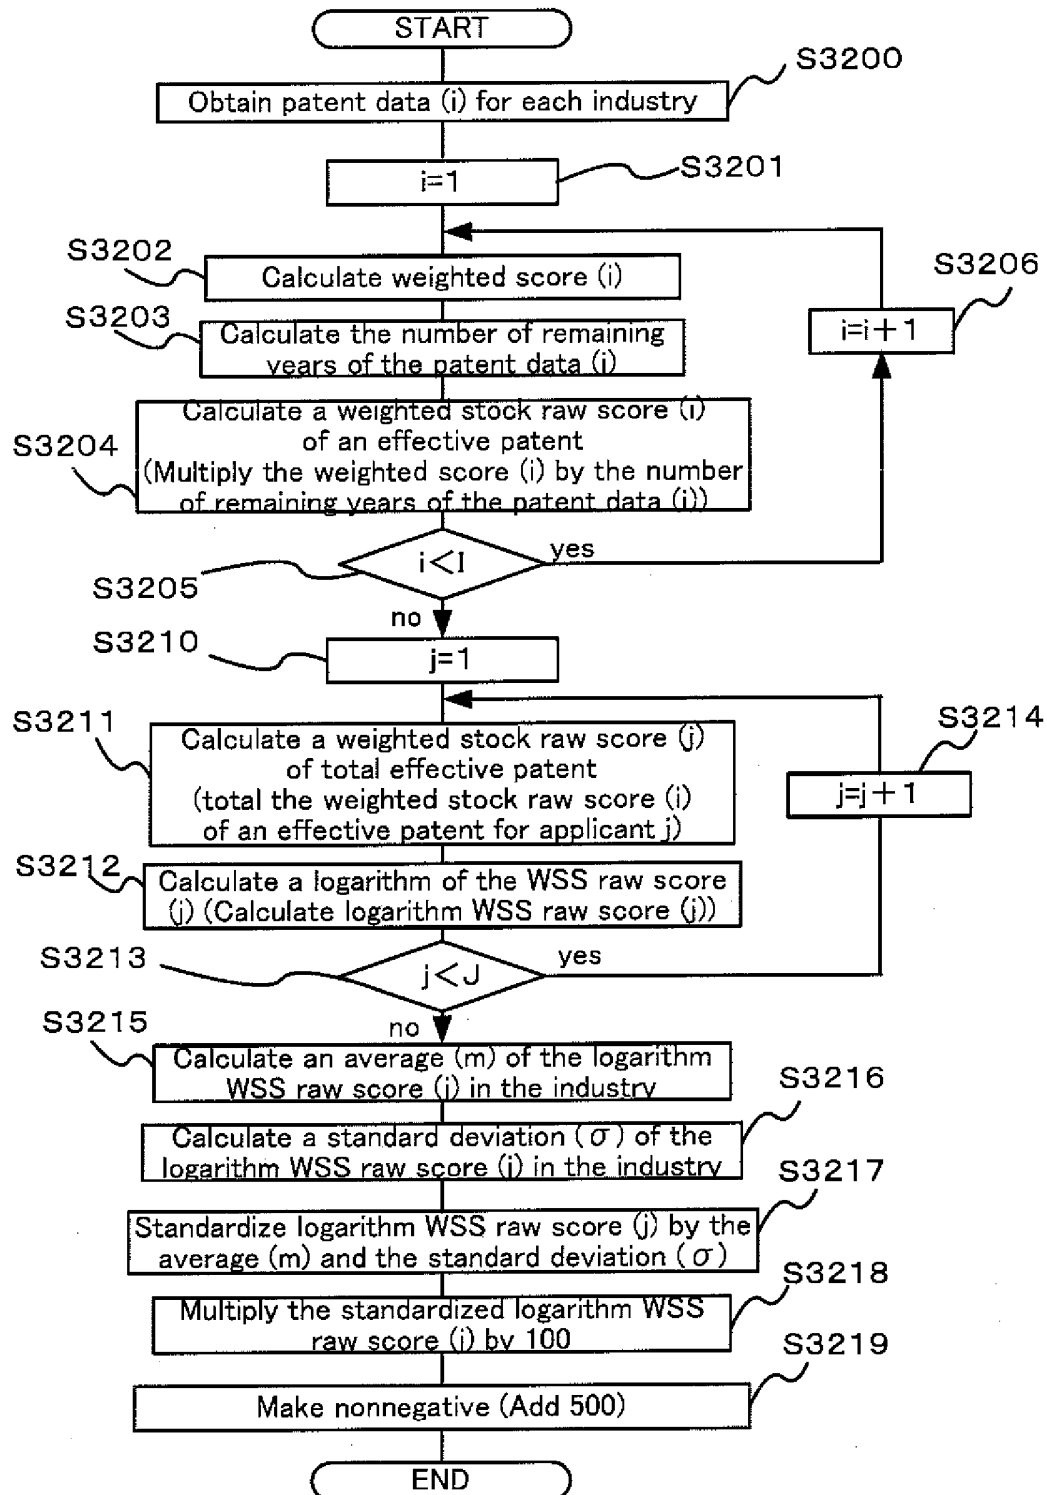 START
S3200
Obtain patent data (i) for each industry
S3201
i=1
S3202
Calculate weighted score (i)
S3206
i=i+1
S3203
Calculate the number of remaining
years of the patent data (i)
S3204
Calculate a weighted stock raw score (i)
of an effective patent
(Multiply the weighted score (i) by the number
of remaining years of the patent data (i))
S3205
i<I
yes
no
S3210
j=1
S3211
Calculate a weighted stock raw score (j)
of total effective patent
(total the weighted stock raw score (i)
of an effective patent for applicant j)
S3214
j=j+1
S3212
Calculate a logarithm of the WSS raw score
(j) (Calculate logarithm WSS raw score (j))
S3213
j<J
yes
no
S3215
Calculate an average (m) of the logarithm
WSS raw score (j) in the industry
S3216
Calculate a standard deviation (σ) of the
logarithm WSS raw score (j) in the industry
S3217
Standardize logarithm WSS raw score (j) by the
average (m) and the standard deviation (σ)
S3218
Multiply the standardized logarithm WSS
raw score (j) by 100
S3219
Make nonnegative (Add 500)
END